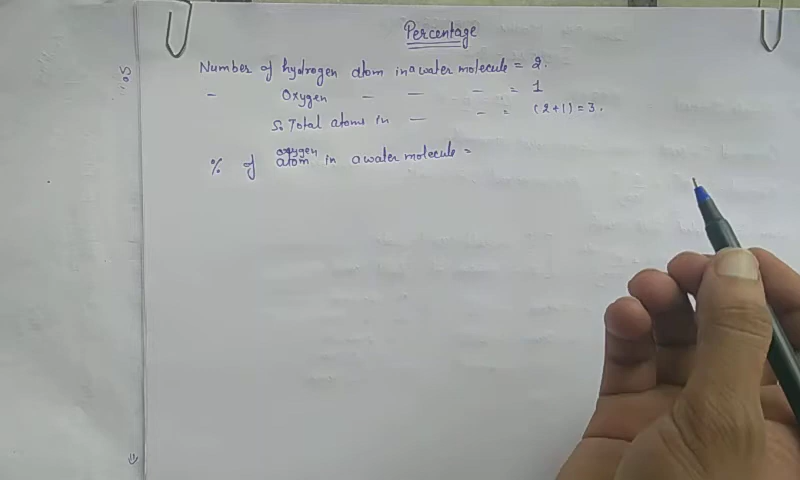 Percentage
Number of hydrogen atom in a water molecule = 2.
- Oxygen - - - = 1
So Total atoms in - - = (2+1) = 3.
% of oxygen atom in a water molecule =